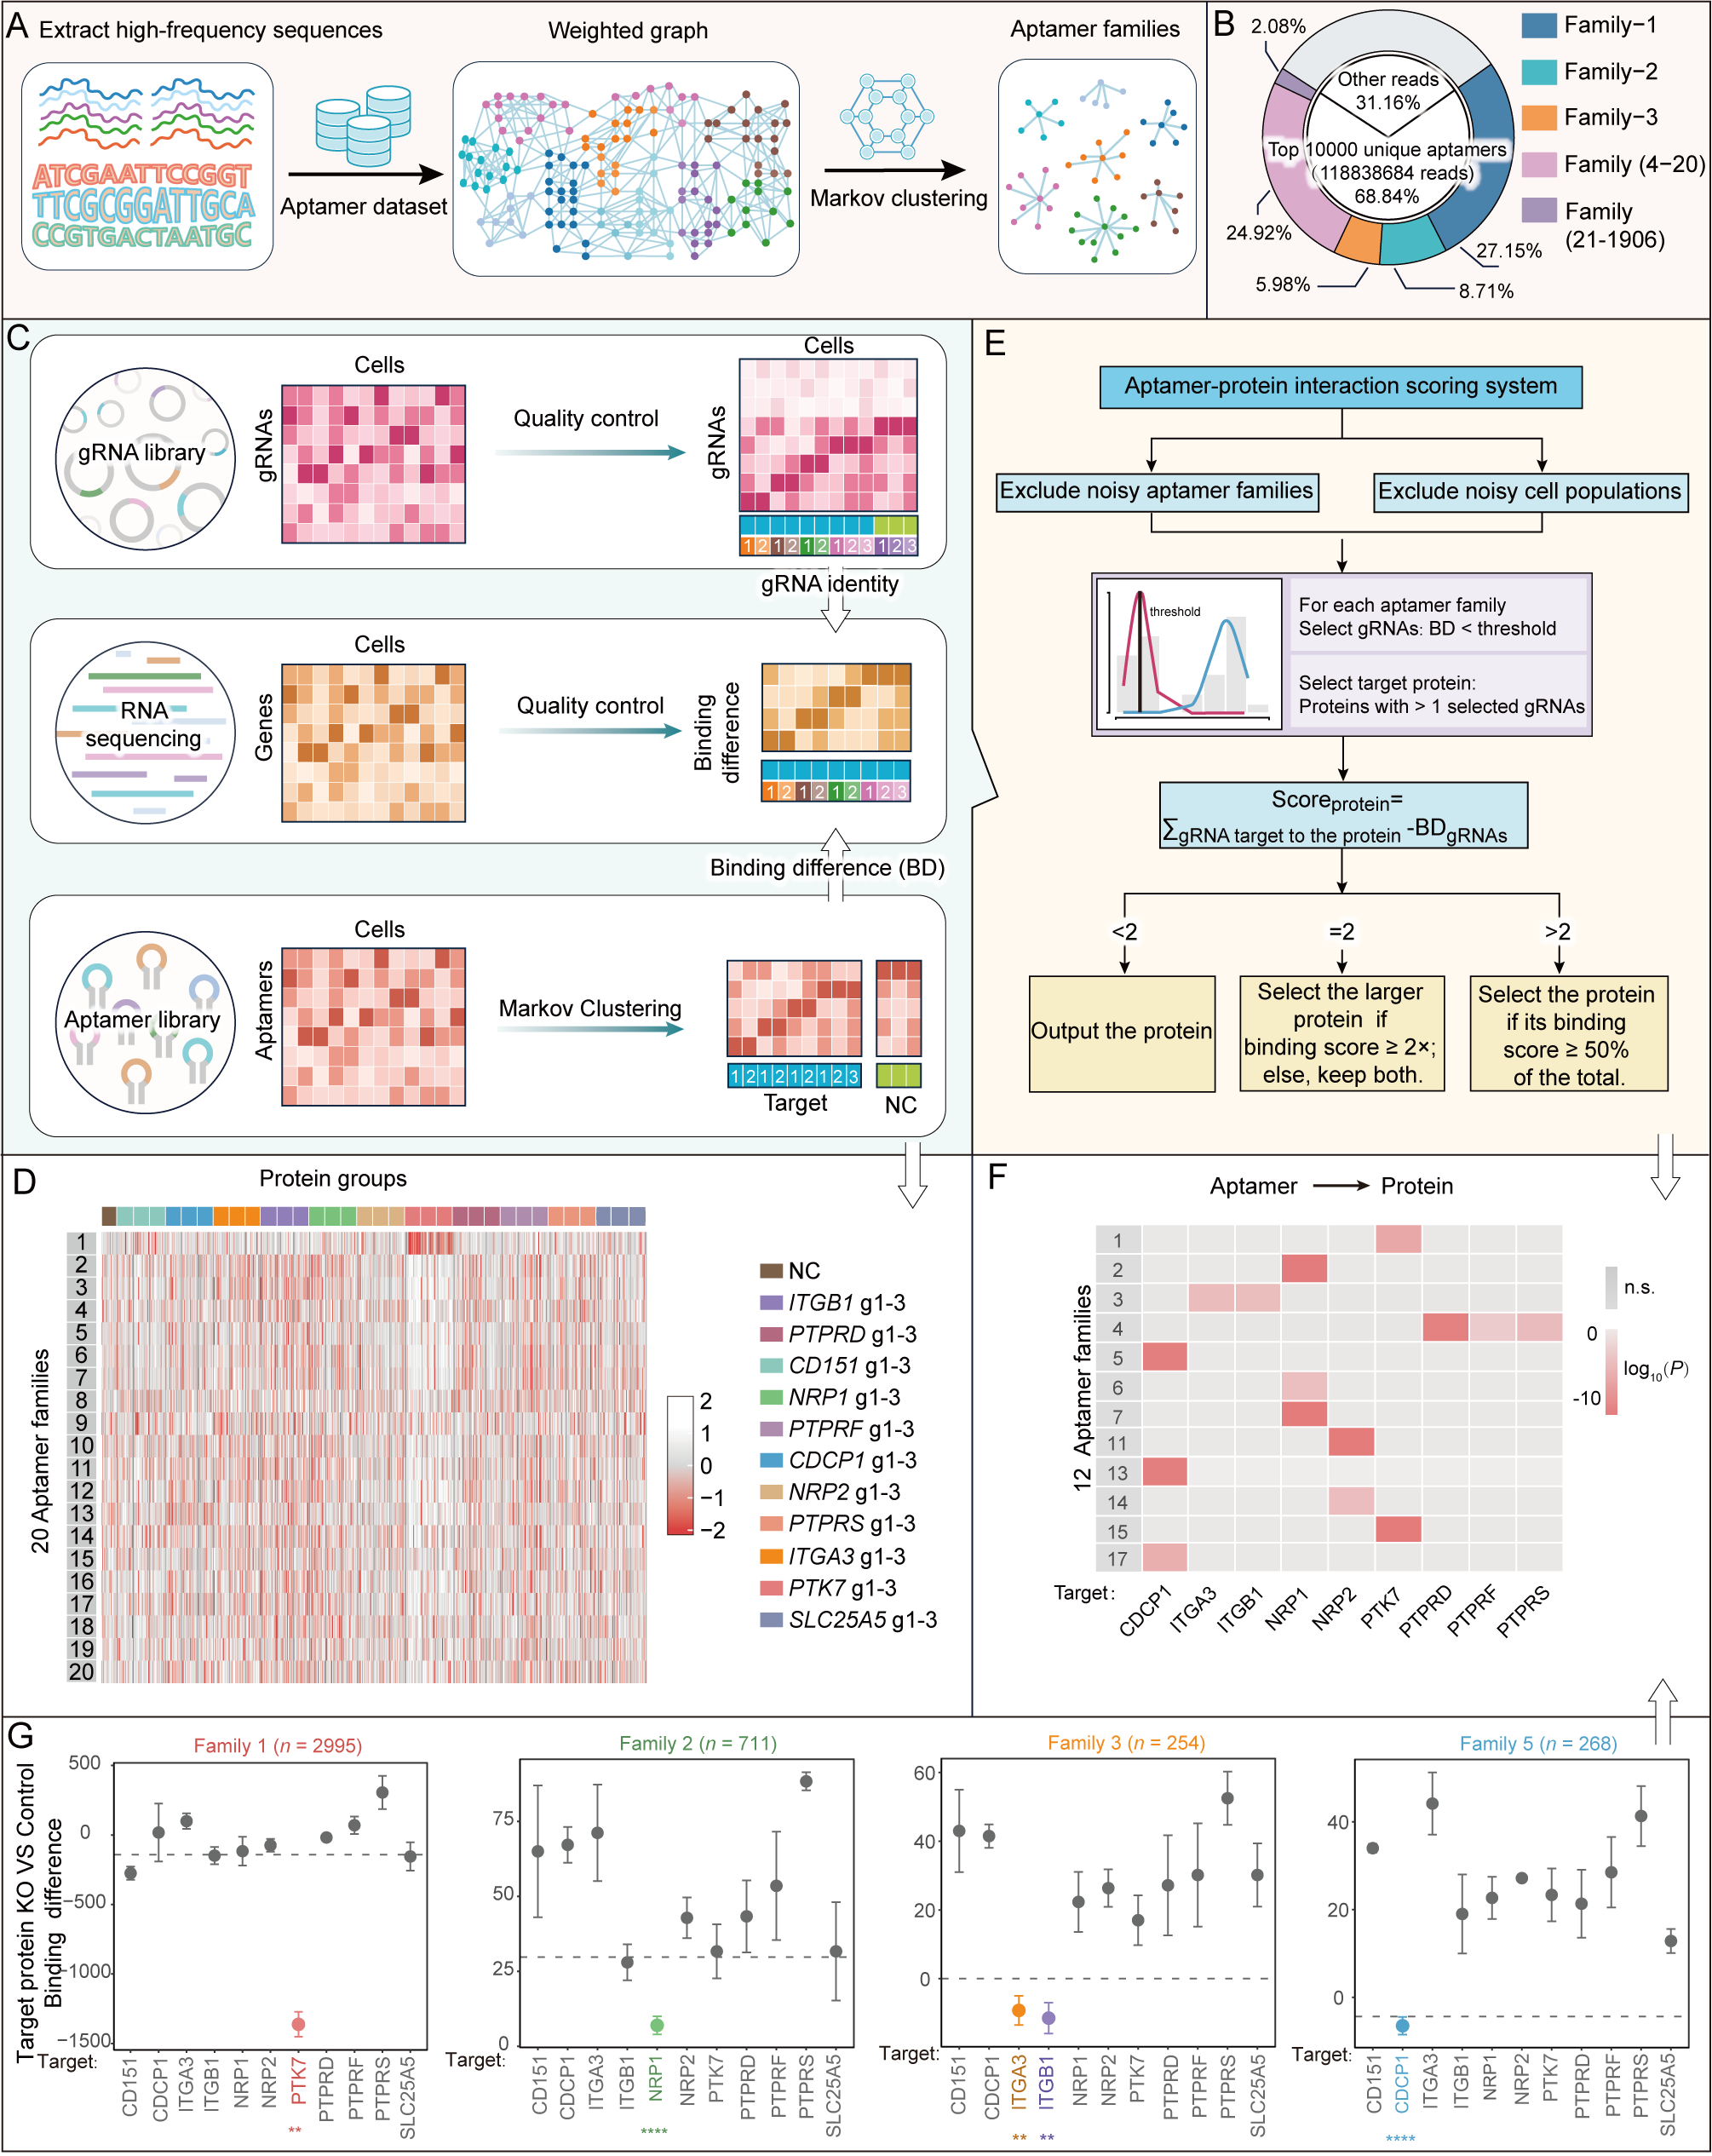 A
Extract high-frequency sequences
Weighted graph
Aptamer families
ATCGAATTCCGGT
TTCGCGGATTGCA
CCGTGACTAATGC
Aptamer dataset
Markov clustering
B
2.08%
Other reads
31.16%
Top 10000 unique aptamers
(118838684 reads)
68.84%
24.92%
5.98%
8.71%
27.15%
Family−1
Family−2
Family−3
Family (4−20)
Family
(21-1906)
C
gRNA library
Cells
gRNAs
Quality control
Cells
gRNAs
1 2 1 2 1 2 1 2 3 1 2 3
gRNA identity
RNA
sequencing
Cells
Genes
Quality control
Binding
difference
1 2 1 2 1 2 1 2 3
Binding difference (BD)
Aptamer library
Cells
Aptamers
Markov Clustering
1 2 1 2 1 2 1 2 3
Target
NC
E
Aptamer-protein interaction scoring system
Exclude noisy aptamer families
Exclude noisy cell populations
threshold
For each aptamer family
Select gRNAs: BD < threshold
Select target protein:
Proteins with > 1 selected gRNAs
Scoreprotein=
∑gRNA target to the protein -BDgRNAs
<2
=2
>2
Output the protein
Select the larger
protein if
binding score ≥ 2×;
else, keep both.
Select the protein
if its binding
score ≥ 50%
of the total.
D
Protein groups
20 Aptamer families
1
2
3
4
5
6
7
8
9
10
11
12
13
14
15
16
17
18
19
20
2
1
0
−1
−2
NC
ITGB1 g1-3
PTPRD g1-3
CD151 g1-3
NRP1 g1-3
PTPRF g1-3
CDCP1 g1-3
NRP2 g1-3
PTPRS g1-3
ITGA3 g1-3
PTK7 g1-3
SLC25A5 g1-3
F
Aptamer
Protein
12 Aptamer families
1
2
3
4
5
6
7
11
13
14
15
17
Target:
CDCP1
ITGA3
ITGB1
NRP1
NRP2
PTK7
PTPRD
PTPRF
PTPRS
n.s.
0
log10(P)
-10
G
Target protein KO VS Control
Binding difference
Family 1 (n = 2995)
500
0
−500
−1000
−1500
Target:
CD151
CDCP1
ITGA3
ITGB1
NRP1
NRP2
PTK7
PTPRD
PTPRF
PTPRS
SLC25A5
**
Family 2 (n = 711)
75
50
25
0
Target:
CD151
CDCP1
ITGA3
ITGB1
NRP1
NRP2
PTK7
PTPRD
PTPRF
PTPRS
SLC25A5
****
Family 3 (n = 254)
60
40
20
0
Target:
CD151
CDCP1
ITGA3
ITGB1
NRP1
NRP2
PTK7
PTPRD
PTPRF
PTPRS
SLC25A5
**
**
Family 5 (n = 268)
40
20
0
Target:
CD151
CDCP1
ITGA3
ITGB1
NRP1
NRP2
PTK7
PTPRD
PTPRF
PTPRS
SLC25A5
****